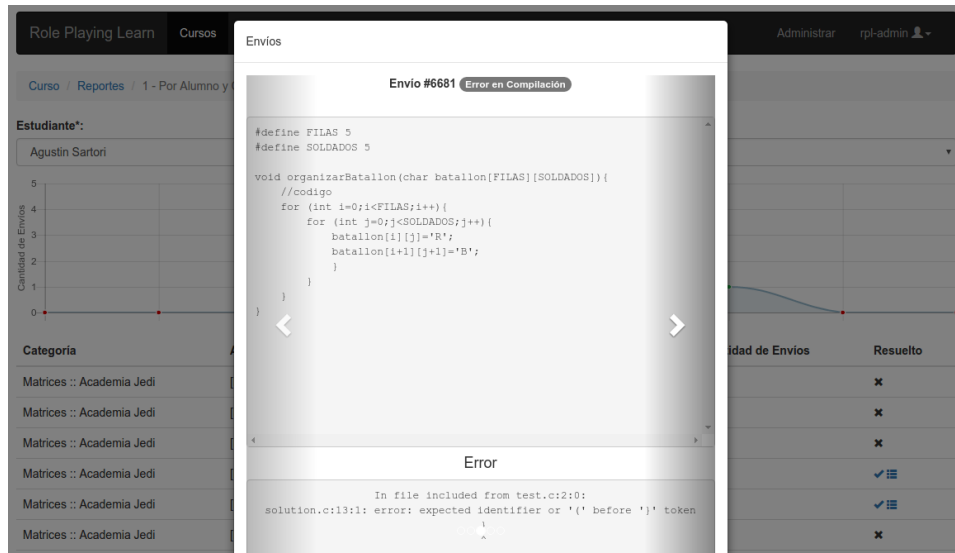 Role Playing Learn
Cursos
Administrar
rpl-admin
Envíos
Curso / Reportes / 1 - Por Alumno y
Estudiante*:
Agustin Sartori
Cantidad de Envíos
5
4
3
2
1
0
Envío #6681 Error en Compilación
#define FILAS 5
#define SOLDADOS 5
void organizarBatallon(char batallon[FILAS][SOLDADOS]){
//codigo
for (int i=0;i<FILAS;i++){
for (int j=0;j<SOLDADOS;j++){
batallon[i][j]='R';
batallon[i+1][j+1]='B';
}
}
}
}
Categoría
Envíos
Resuelto
Matrices :: Academia Jedi
Matrices :: Academia Jedi
Matrices :: Academia Jedi
Matrices :: Academia Jedi
Matrices :: Academia Jedi
Matrices :: Academia Jedi
Error
In file included from test.c:2:0:
solution.c:13:1: error: expected identifier or '(' before '}' token
}
^